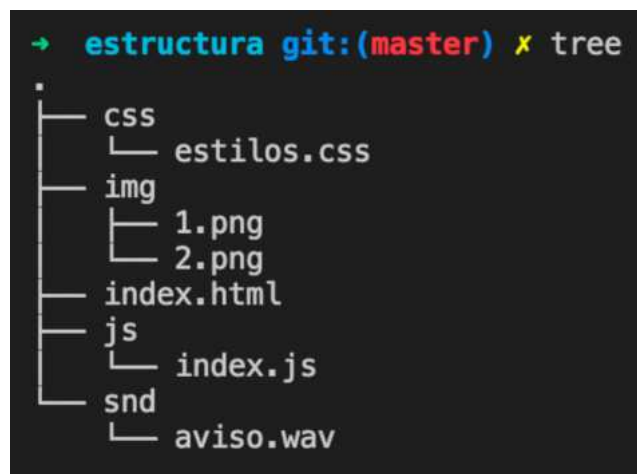 → estructura git:(master) ✗ tree
.
├── css
│   └── estilos.css
├── img
│   ├── 1.png
│   └── 2.png
├── index.html
├── js
│   └── index.js
└── snd
    └── aviso.wav